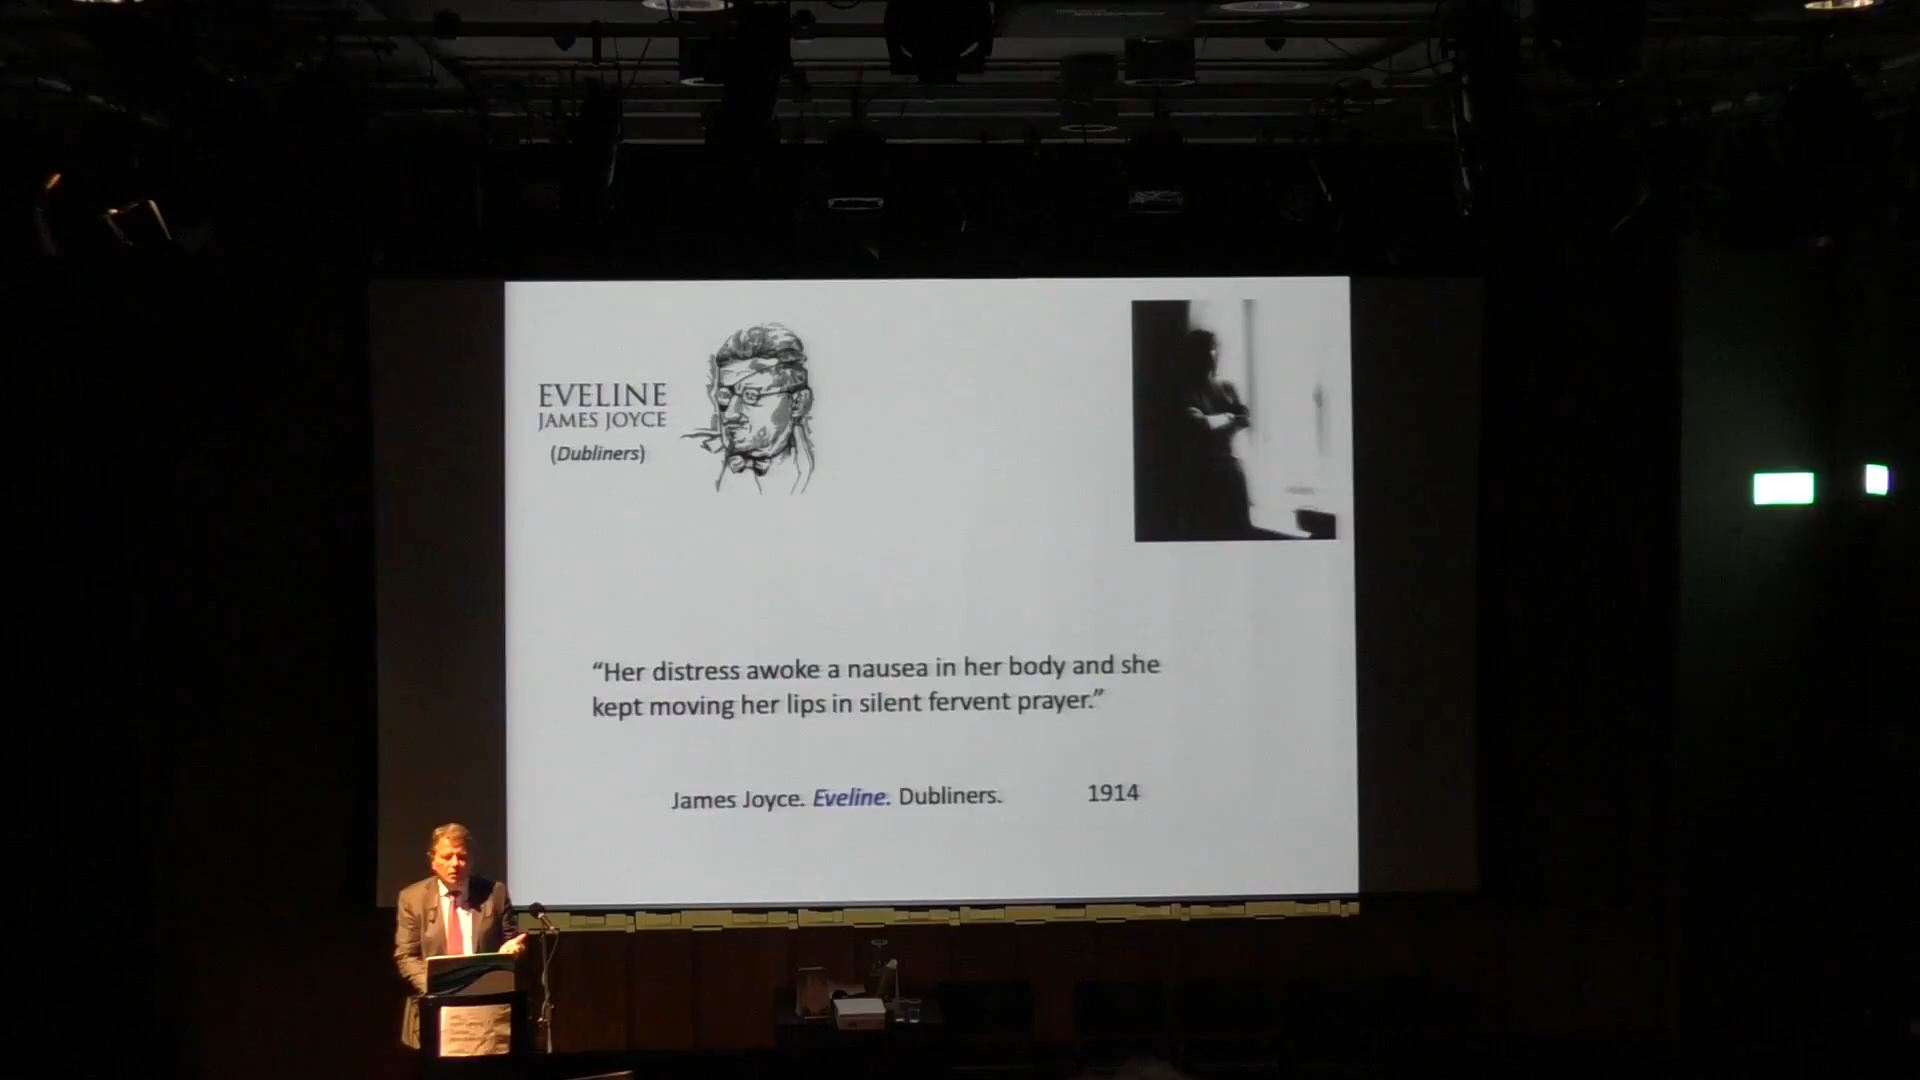 EVELINE
JAMES JOYCE
(Dubliners)
“Her distress awoke a nausea in her body and she
kept moving her lips in silent fervent prayer.”
James Joyce. Eveline. Dubliners. 1914